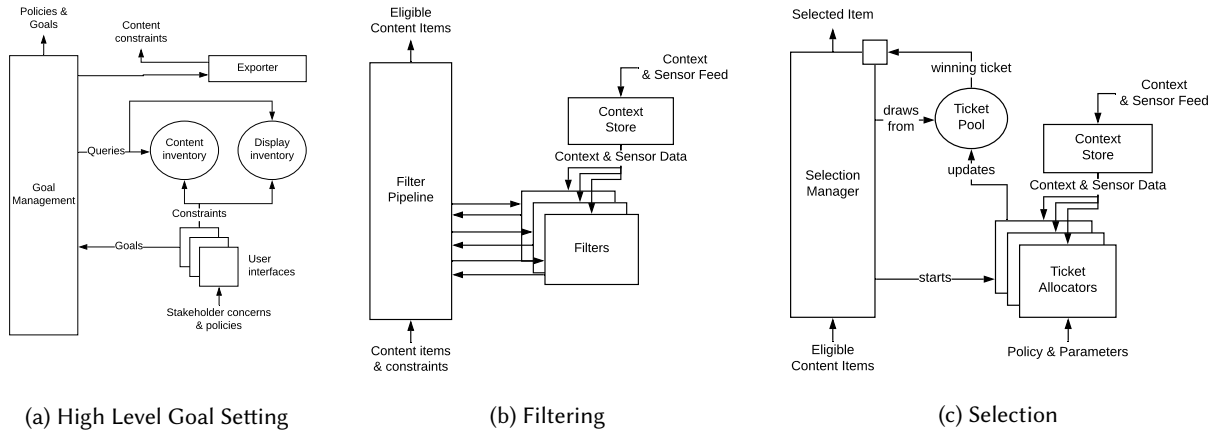 Policies &
Goals
Content
constraints
Exporter
Queries
Content
inventory
Display
inventory
Goal
Management
Constraints
Goals
User
interfaces
Stakeholder concerns
& policies
(a) High Level Goal Setting
Eligible
Content Items
Context
& Sensor Feed
Context
Store
Context & Sensor Data
Filter
Pipeline
Filters
Content items
& constraints
(b) Filtering
Selected Item
winning ticket
Context
& Sensor Feed
draws
from
Ticket
Pool
Context
Store
Selection
Manager
updates
Context & Sensor Data
starts
Ticket
Allocators
Eligible
Content Items
Policy & Parameters
(c) Selection